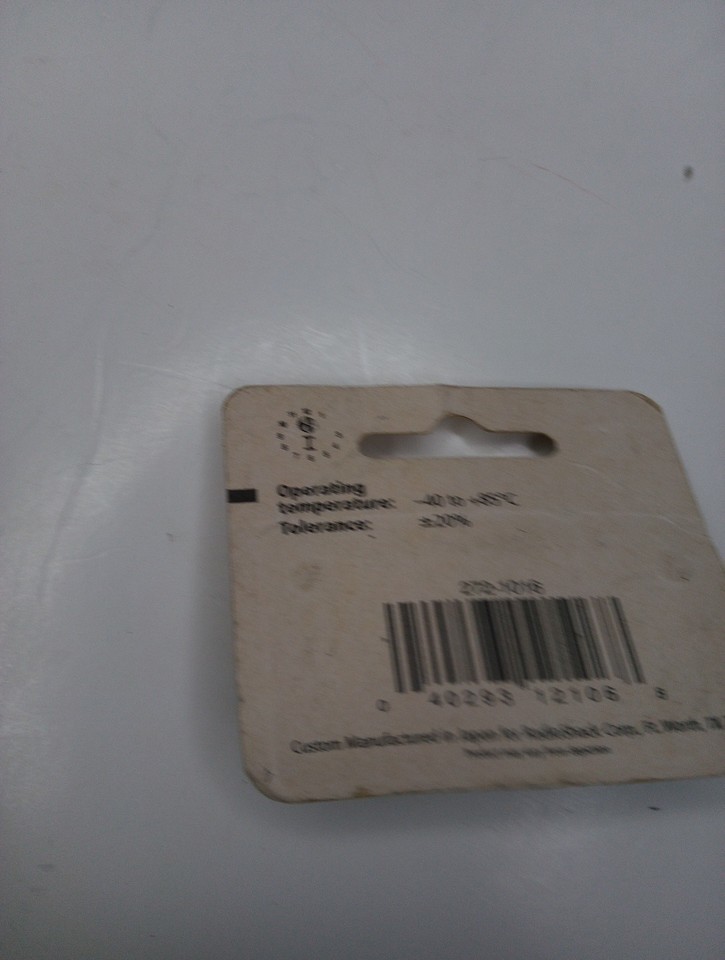 Operating
temperature: -40 to +85°C
Tolerance: ±20%
272-1016
0 40293 12106 8
Custom Manufactured in Japan for RadioShack Corp., Ft. Worth, TX